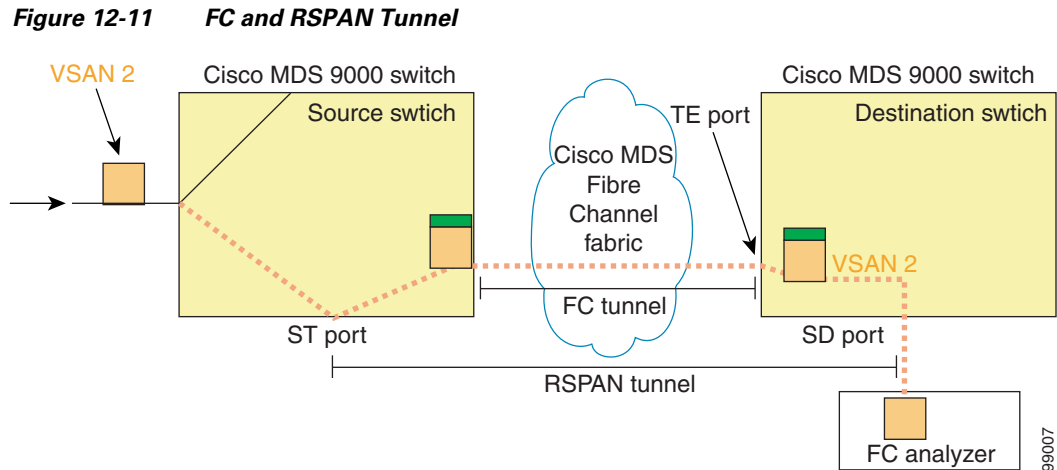 Figure 12-11 FC and RSPAN Tunnel
VSAN 2
Cisco MDS 9000 switch
Source swtich
Cisco MDS
Fibre
Channel
fabric
TE port
Cisco MDS 9000 switch
Destination swtich
VSAN 2
FC tunnel
ST port
SD port
RSPAN tunnel
FC analyzer
99007